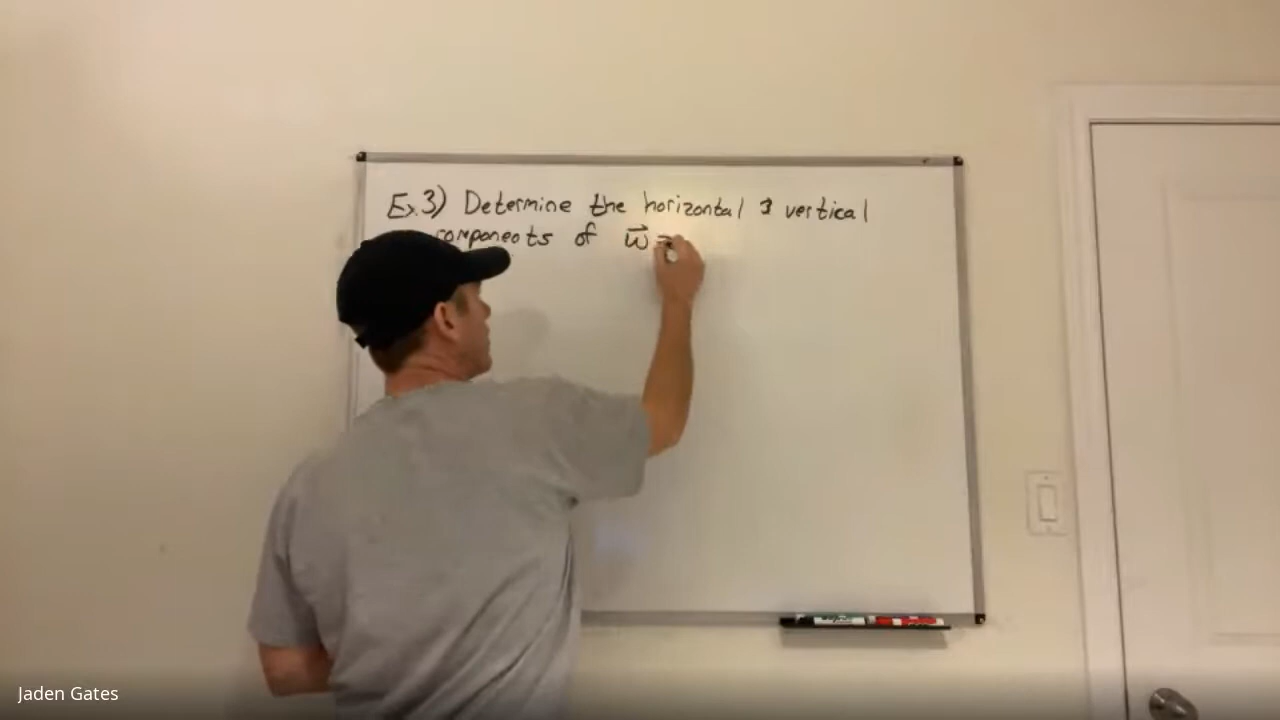 Ex.3) Determine the horizontal & vertical
components of w⃗ =
Jaden Gates